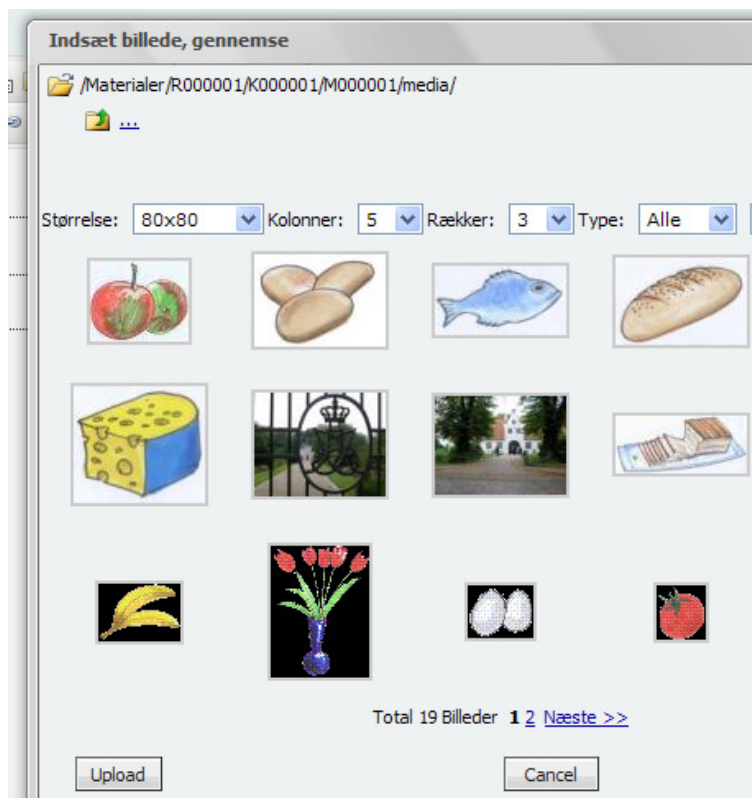 Indsæt billede, gennemse
/Materialer/R000001/K000001/M000001/media/
...
Størrelse: 80x80 Kolonner: 5 Rækker: 3 Type: Alle
Total 19 Billeder 1 2 Næste >>
Upload Cancel